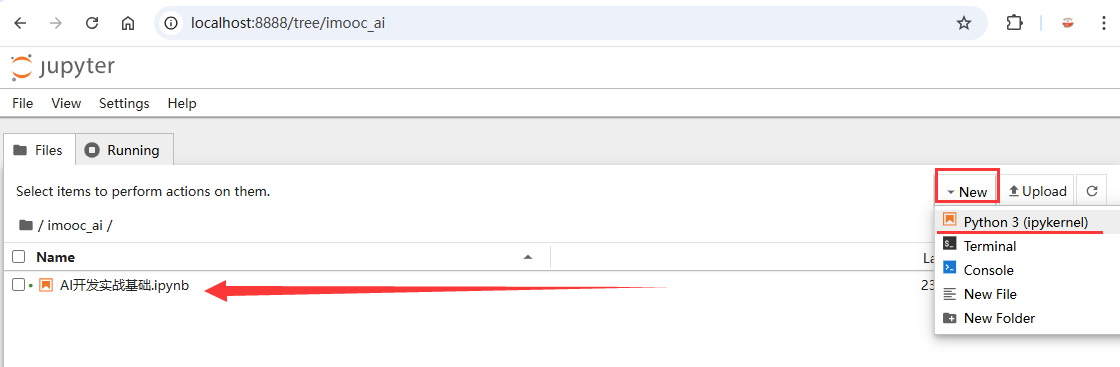 localhost:8888/tree/imooc_ai
jupyter
File View Settings Help
Files Running
Select items to perform actions on them.
New Upload
/ imooc_ai /
Python 3 (ipykernel)
Terminal
Name
Console
AI开发实战基础.ipynb 23
New File
New Folder